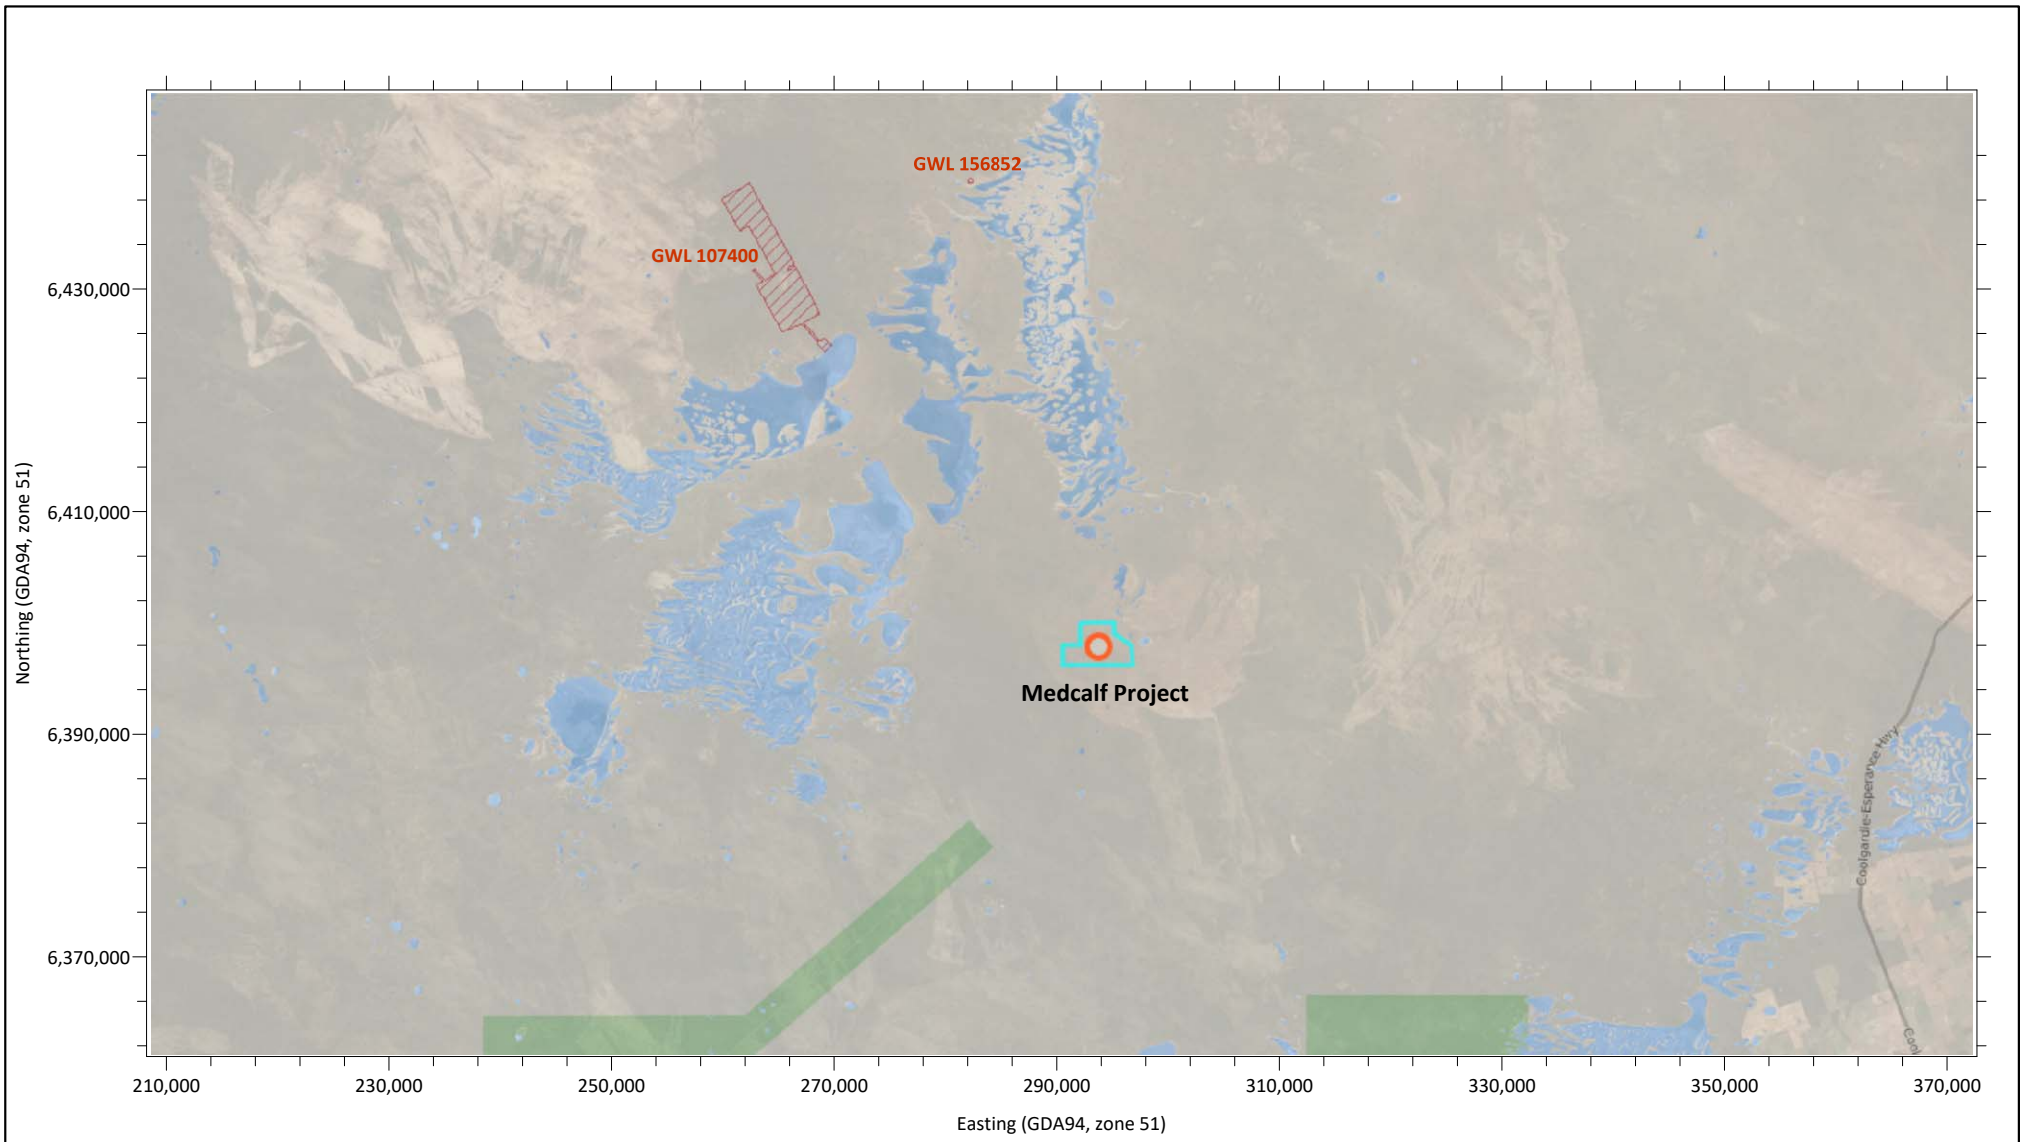 GWL 156852
GWL 107400
6,430,000
6,410,000
6,390,000
6,370,000
Northing (GDA94, zone 51)
Medcalf Project
Coolgardie-Esperance Hwy
Cool
210,000
230,000
250,000
270,000
290,000
310,000
330,000
350,000
370,000
Easting (GDA94, zone 51)